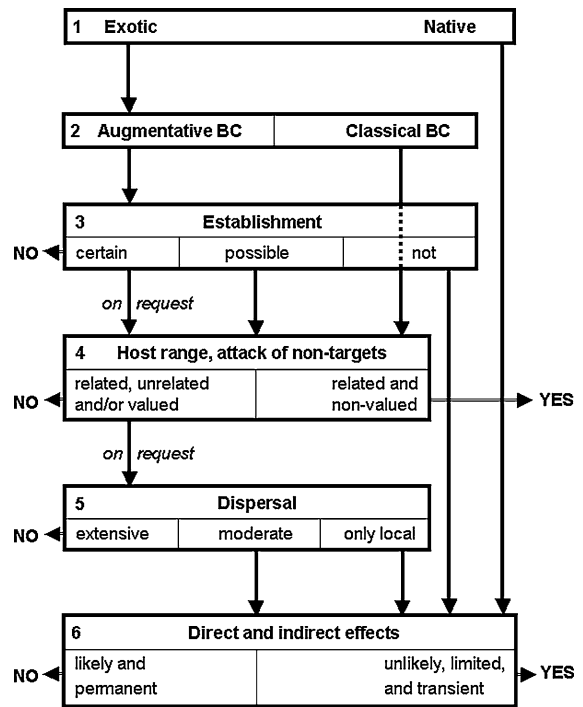 1 Exotic Native
2 Augmentative BC Classical BC
3 Establishment
NO certain possible not
on request
4 Host range, attack of non-targets
related, unrelated related and
NO and/or valued non-valued YES
on request
5 Dispersal
NO extensive moderate only local
6 Direct and indirect effects
likely and unlikely, limited,
NO permanent and transient YES